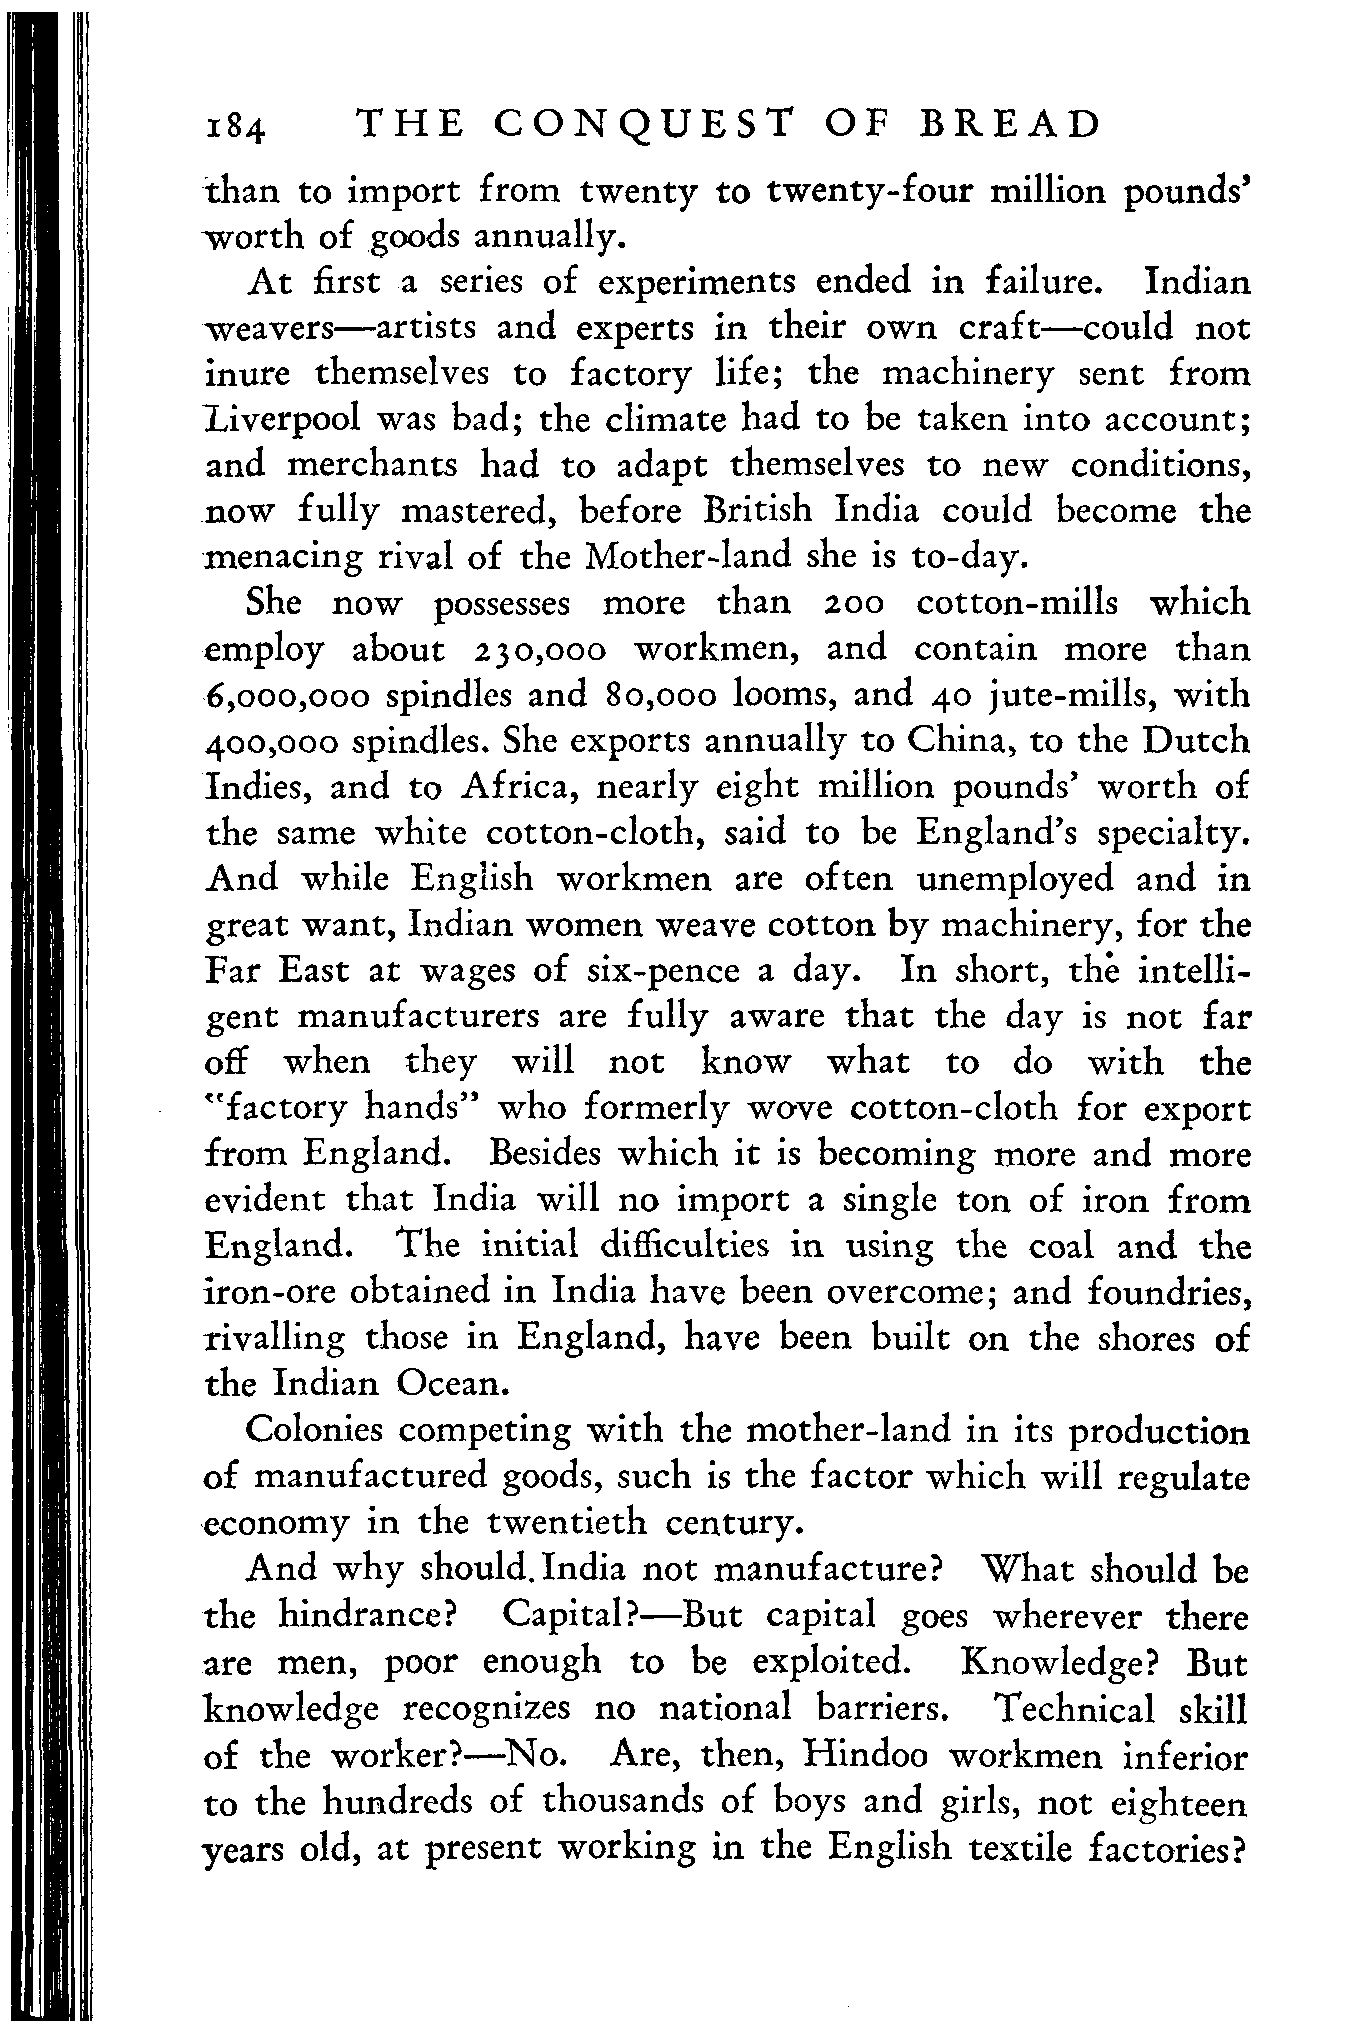 184 THE CONQUEST OF BREAD
than to import from twenty to twenty-four million pounds'
worth of goods annually.
At first a series of experiments ended in failure. Indian
weavers—artists and experts in their own craft—could not
inure themselves to factory life; the machinery sent from
Liverpool was bad; the climate had to be taken into account;
and merchants had to adapt themselves to new conditions,
now fully mastered, before British India could become the
menacing rival of the Mother-land she is to-day.
She now possesses more than 200 cotton-mills which
employ about 230,000 workmen, and contain more than
6,000,000 spindles and 80,000 looms, and 40 jute-mills, with
400,000 spindles. She exports annually to China, to the Dutch
Indies, and to Africa, nearly eight million pounds' worth of
the same white cotton-cloth, said to be England's specialty.
And while English workmen are often unemployed and in
great want, Indian women weave cotton by machinery, for the
Far East at wages of six-pence a day. In short, the intelli-
gent manufacturers are fully aware that the day is not far
off when they will not know what to do with the
"factory hands" who formerly wove cotton-cloth for export
from England. Besides which it is becoming more and more
evident that India will no import a single ton of iron from
England. The initial difficulties in using the coal and the
iron-ore obtained in India have been overcome; and foundries,
rivalling those in England, have been built on the shores of
the Indian Ocean.
Colonies competing with the mother-land in its production
of manufactured goods, such is the factor which will regulate
economy in the twentieth century.
And why should India not manufacture? What should be
the hindrance? Capital?—But capital goes wherever there
are men, poor enough to be exploited. Knowledge? But
knowledge recognizes no national barriers. Technical skill
of the worker?—No. Are, then, Hindoo workmen inferior
to the hundreds of thousands of boys and girls, not eighteen
years old, at present working in the English textile factories?